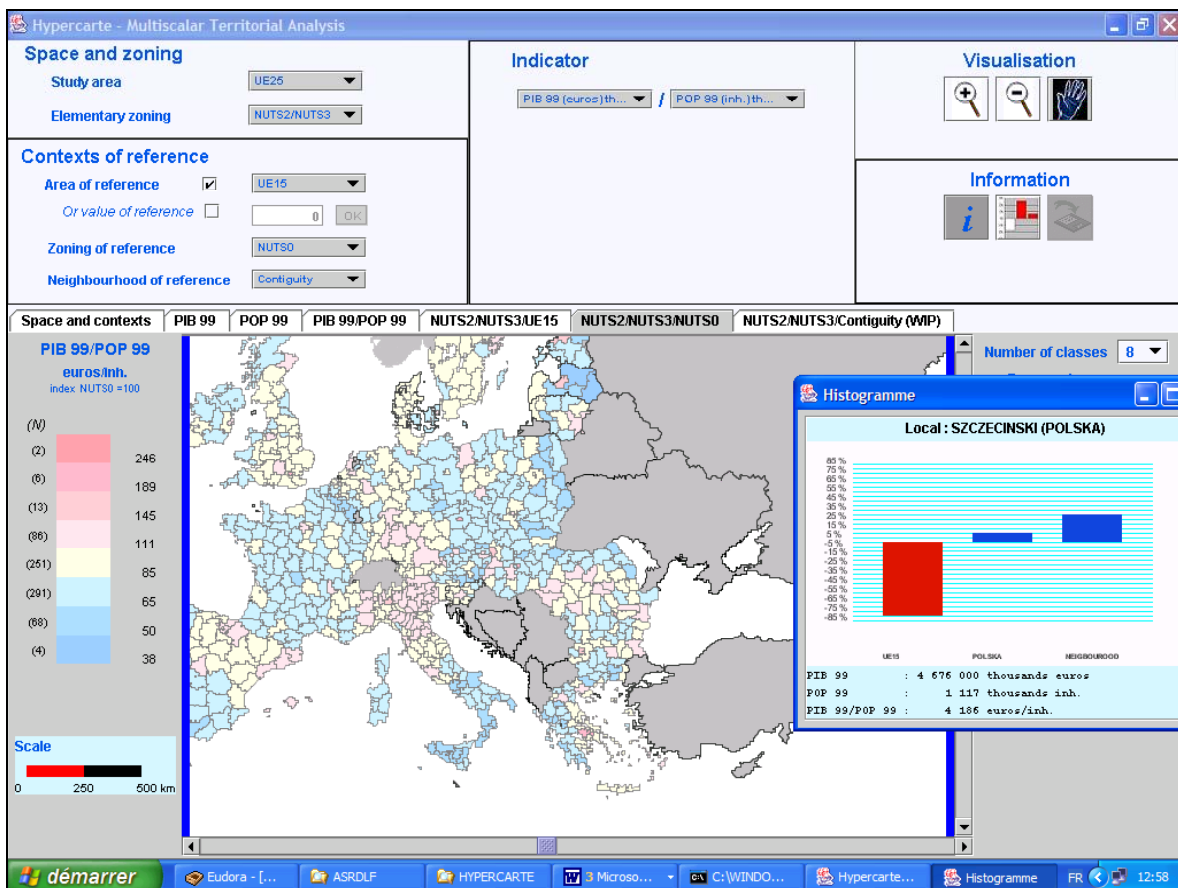 Hypercarte - Multiscalar Territorial Analysis
Space and zoning
Study area UE25
Elementary zoning NUTS2/NUTS3
Contexts of reference
Area of reference UE15
Or value of reference 0 OK
Zoning of reference NUTS0
Neighbourhood of reference Contiguity
Indicator
PIB 99 (euros)th... / POP 99 (inh.)th...
Visualisation
Information
i
Space and contexts PIB 99 POP 99 PIB 99/POP 99 NUTS2/NUTS3/UE15 NUTS2/NUTS3/NUTS0 NUTS2/NUTS3/Contiguity (WIP)
PIB 99/POP 99
euros/inh.
index NUTS0 =100
(N)
(2)
246
(6)
189
(13)
145
(86)
111
(251)
85
(291)
65
(68)
50
(4)
38
Scale
0 250 500 km
Number of classes 8
Histogramme
Local : SZCZECINSKI (POLSKA)
85 %
75 %
65 %
55 %
45 %
35 %
25 %
15 %
5 %
-5 %
-15 %
-25 %
-35 %
-45 %
-55 %
-65 %
-75 %
-85 %
UE15 POLSKA NEIGBOUROOD
PIB 99 : 4 676 000 thousands euros
POP 99 : 1 117 thousands inh.
PIB 99/POP 99 : 4 186 euros/inh.
démarrer Eudora - [... ASRDLF HYPERCARTE 3 Microso... C:\WINDO... Hypercarte... Histogramme FR 12:58